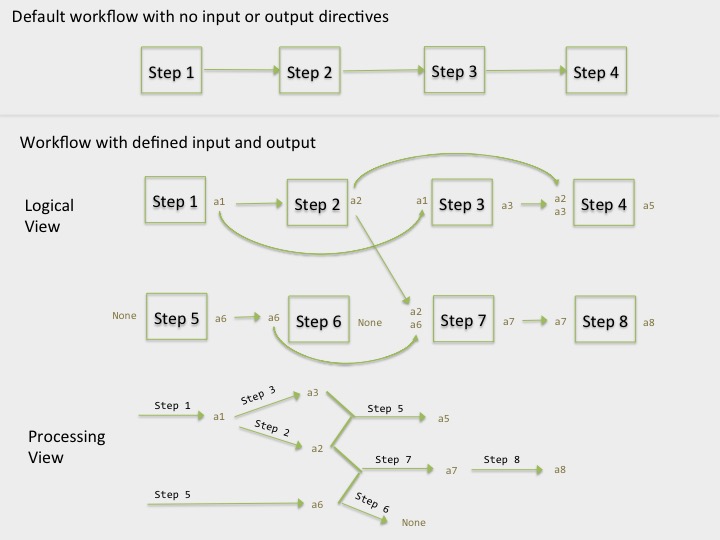 Default workflow with no input or output directives
Step 1 Step 2 Step 3 Step 4
Workflow with defined input and output
Logical
View
Step 1 a1 Step 2 a2 a1 Step 3 a3 a2
a3 Step 4 a5
None Step 5 a6 a6 Step 6 None a2
a6 Step 7 a7 a7 Step 8 a8
Processing
View
Step 1 a1 Step 3 a3 Step 5 a5
Step 2 a2 Step 7 a7 Step 8 a8
Step 5 a6 Step 6 None